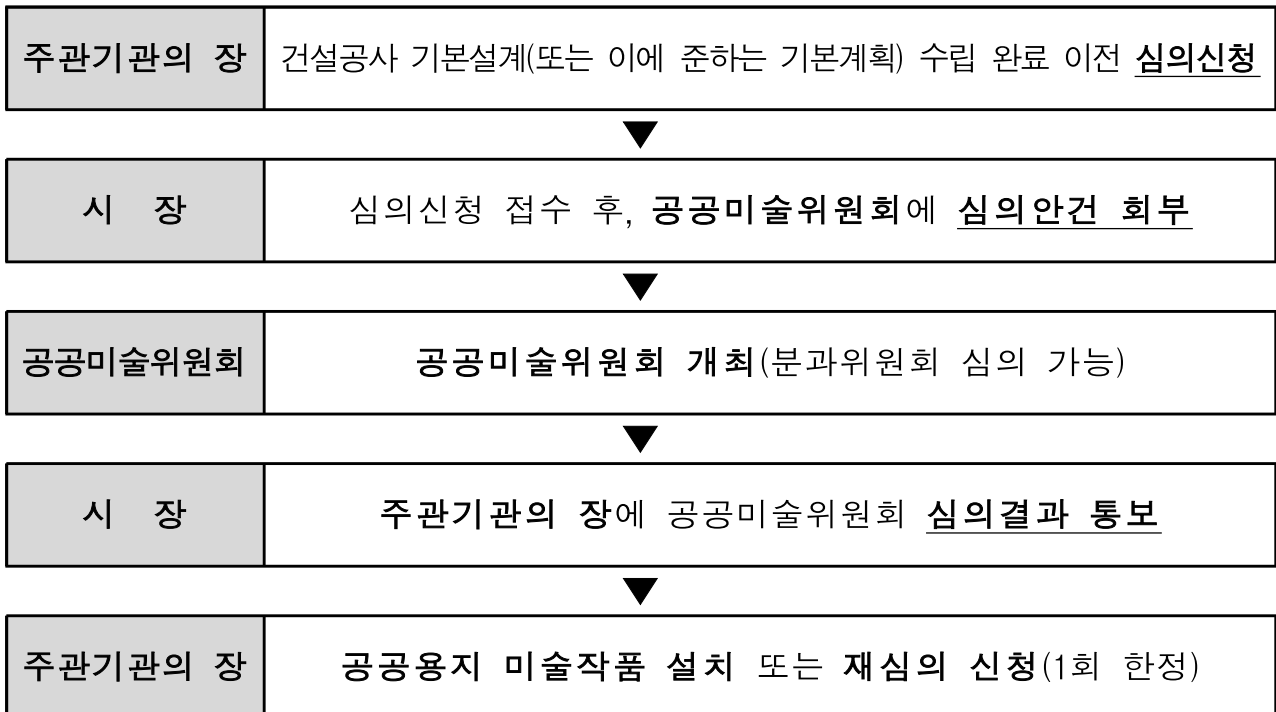 주관기관의 장 건설공사 기본설계(또는 이에 준하는 기본계획) 수립 완료 이전 심의신청
시 장 심의신청 접수 후, 공공미술위원회에 심의안건 회부
공공미술위원회 공공미술위원회 개최(분과위원회 심의 가능)
시 장 주관기관의 장에 공공미술위원회 심의결과 통보
주관기관의 장 공공용지 미술작품 설치 또는 재심의 신청(1회 한정)